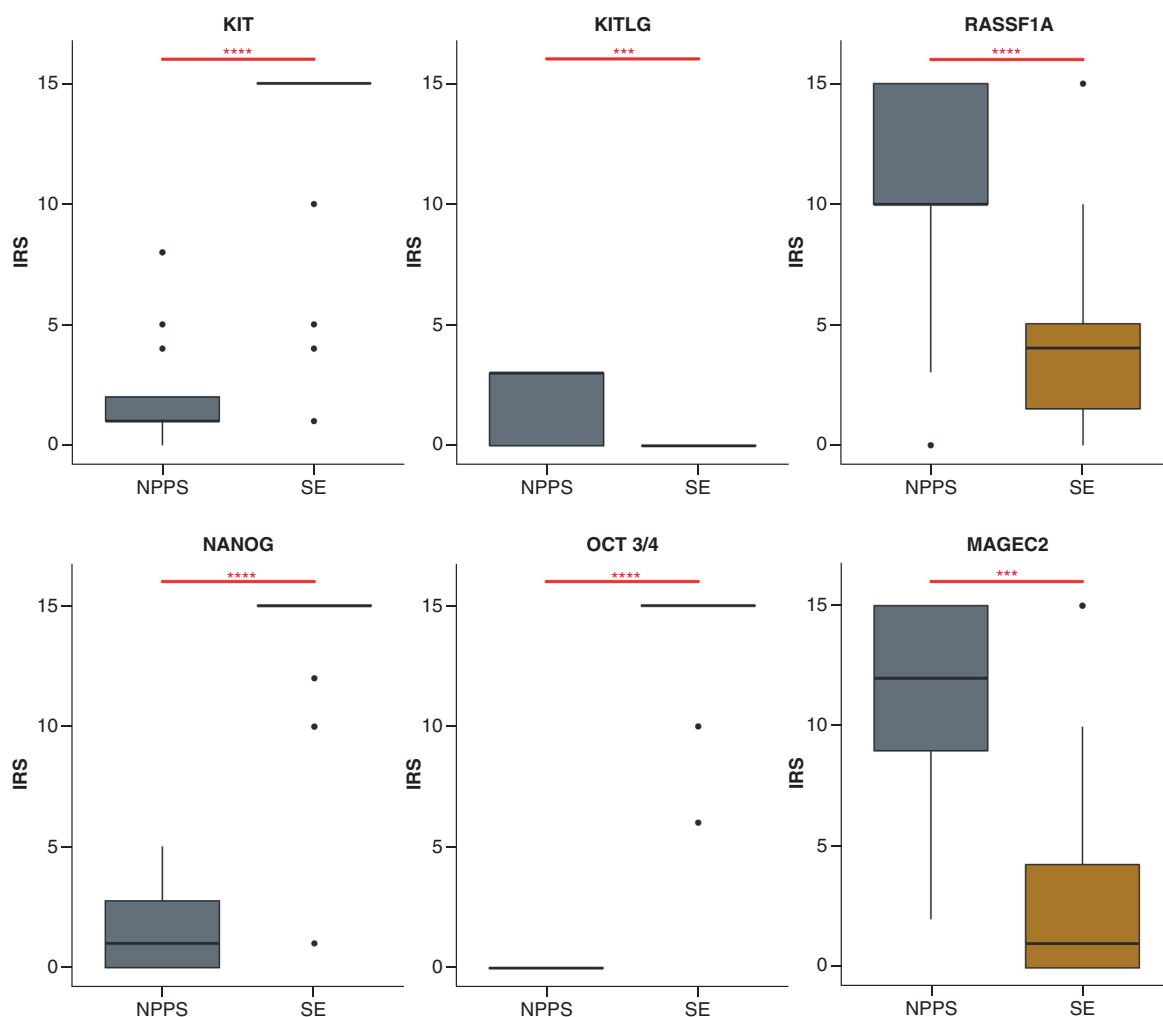 KIT
****
15
10
5
0
IRS
NPPS SE
KITLG
***
15
10
5
0
IRS
NPPS SE
RASSF1A
****
15
10
5
0
IRS
NPPS SE
NANOG
****
15
10
5
0
IRS
NPPS SE
OCT 3/4
****
15
10
5
0
IRS
NPPS SE
MAGEC2
***
15
10
5
0
IRS
NPPS SE